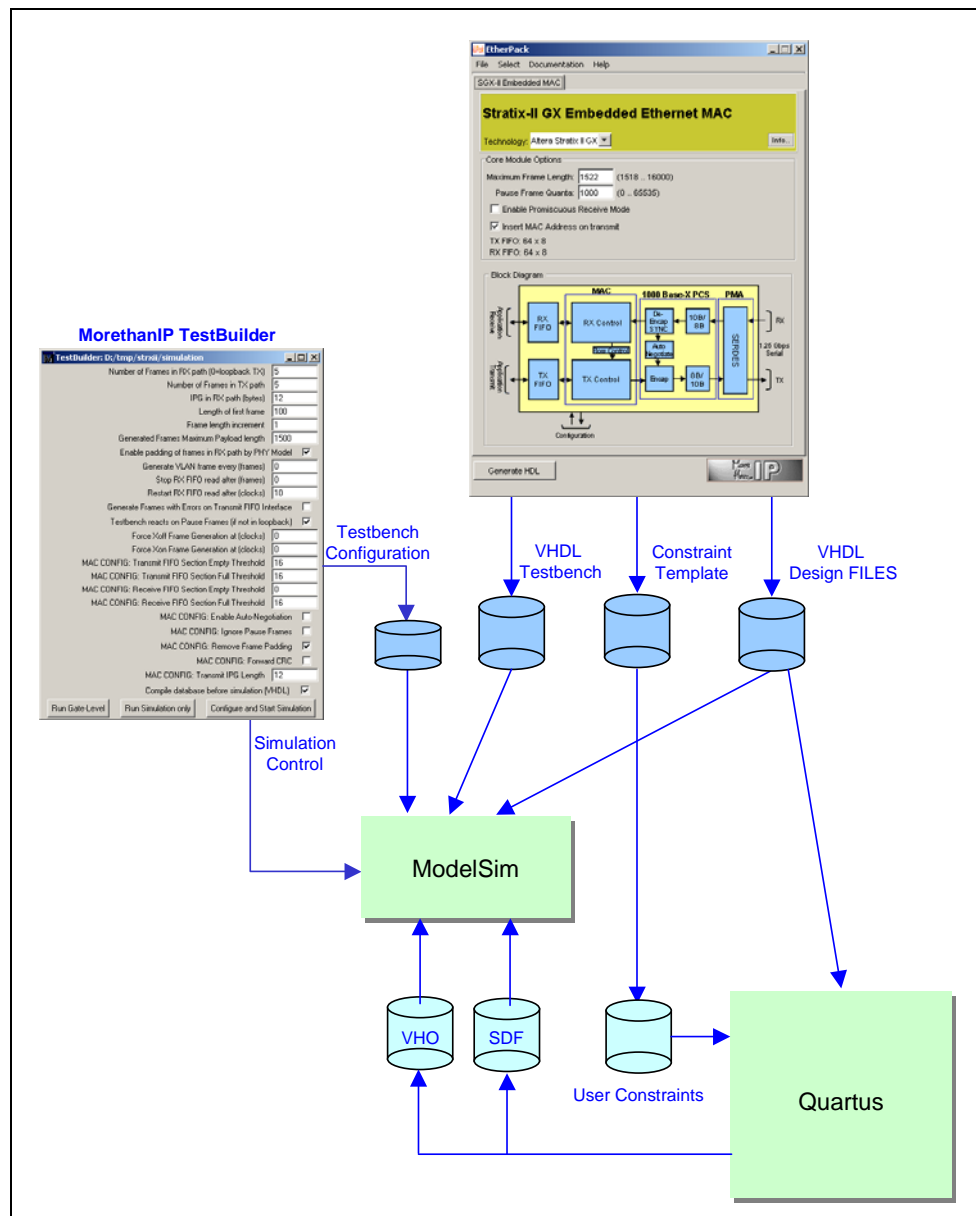 EtherPack
File Select Documentation Help
SGX-II Embedded MAC
Stratix-II GX Embedded Ethernet MAC
Technology: Altera Stratix II GX
Info...
Core Module Options
Maximum Frame Length: 1522 (1518 .. 16000)
Pause Frame Quanta: 1000 (0 .. 65535)
Enable Promiscuous Receive Mode
Insert MAC Address on transmit
TX FIFO: 64 x 8
RX FIFO: 64 x 8
Block Diagram
MAC
1000 Base-X PCS
PMA
Application
Receive
RX
FIFO
RX Control
De-
Encap
SYNC
10B/
8B
RX
Auto
Negotiate
SERDES
1.25 Gbps
Serial
Application
Transmit
TX
FIFO
TX Control
Encap
8B/
10B
TX
Configuration
Generate HDL
IP
MorethanIP TestBuilder
TestBuilder: D:/tmp/strxii/simulation
Number of Frames in RX path (0=loopback TX) 5
Number of Frames in TX path 5
IPG in RX path (bytes) 12
Length of first frame 100
Frame length increment 1
Generated Frames Maximum Payload length 1500
Enable padding of frames in RX path by PHY Model
Generate VLAN frame every (frames) 0
Stop RX FIFO read after (frames) 0
Restart RX FIFO read after (clocks) 10
Generate Frames with Errors on Transmit FIFO Interface
Testbench reacts on Pause Frames (if not in loopback)
Force Xoff Frame Generation at (clocks) 0
Force Xon Frame Generation at (clocks) 0
MAC CONFIG: Transmit FIFO Section Empty Threshold 16
MAC CONFIG: Transmit FIFO Section Full Threshold 16
MAC CONFIG: Receive FIFO Section Empty Threshold 0
MAC CONFIG: Receive FIFO Section Full Threshold 16
MAC CONFIG: Enable Auto-Negotiation
MAC CONFIG: Ignore Pause Frames
MAC CONFIG: Remove Frame Padding
MAC CONFIG: Forward CRC
MAC CONFIG: Transmit IPG Length 12
Compile database before simulation (VHDL)
Run Gate-Level
Run Simulation only
Configure and Start Simulation
Testbench
Configuration
VHDL
Testbench
Constraint
Template
VHDL
Design FILES
Simulation
Control
ModelSim
VHO
SDF
User Constraints
Quartus